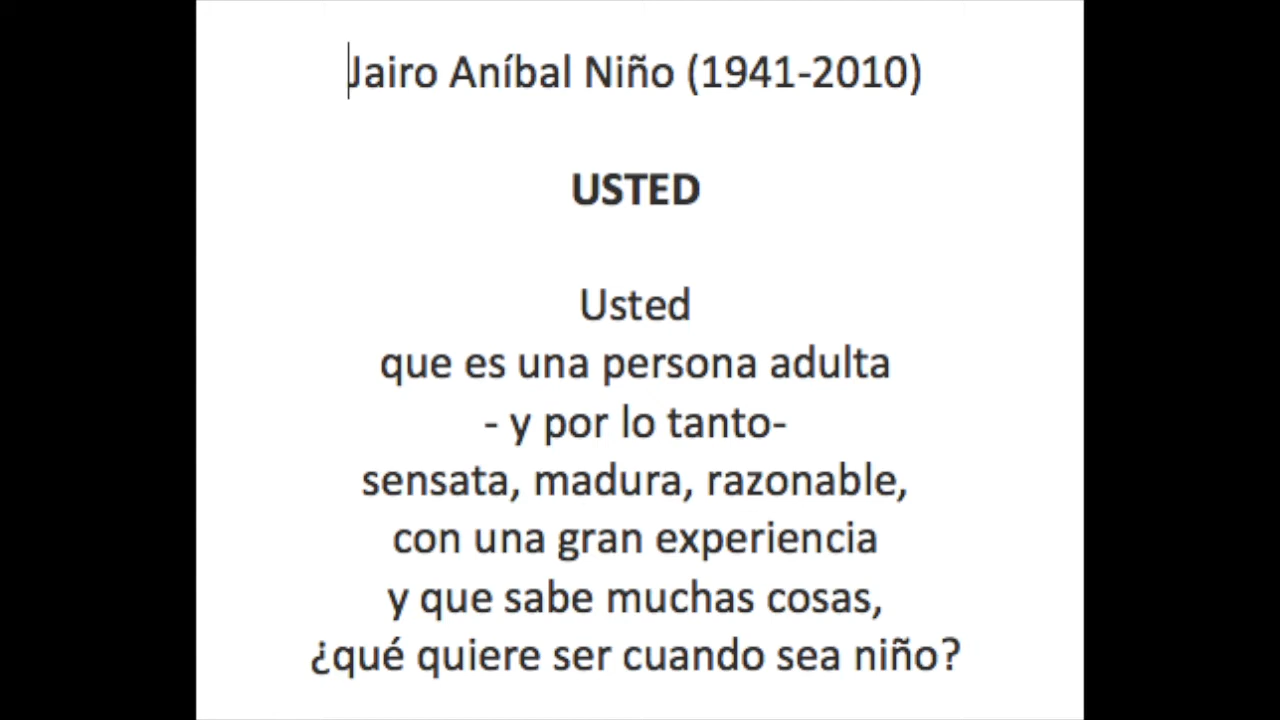 Jairo Aníbal Niño (1941-2010)
USTED
Usted
que es una persona adulta
- y por lo tanto-
sensata, madura, razonable,
con una gran experiencia
y que sabe muchas cosas,
¿qué quiere ser cuando sea niño?